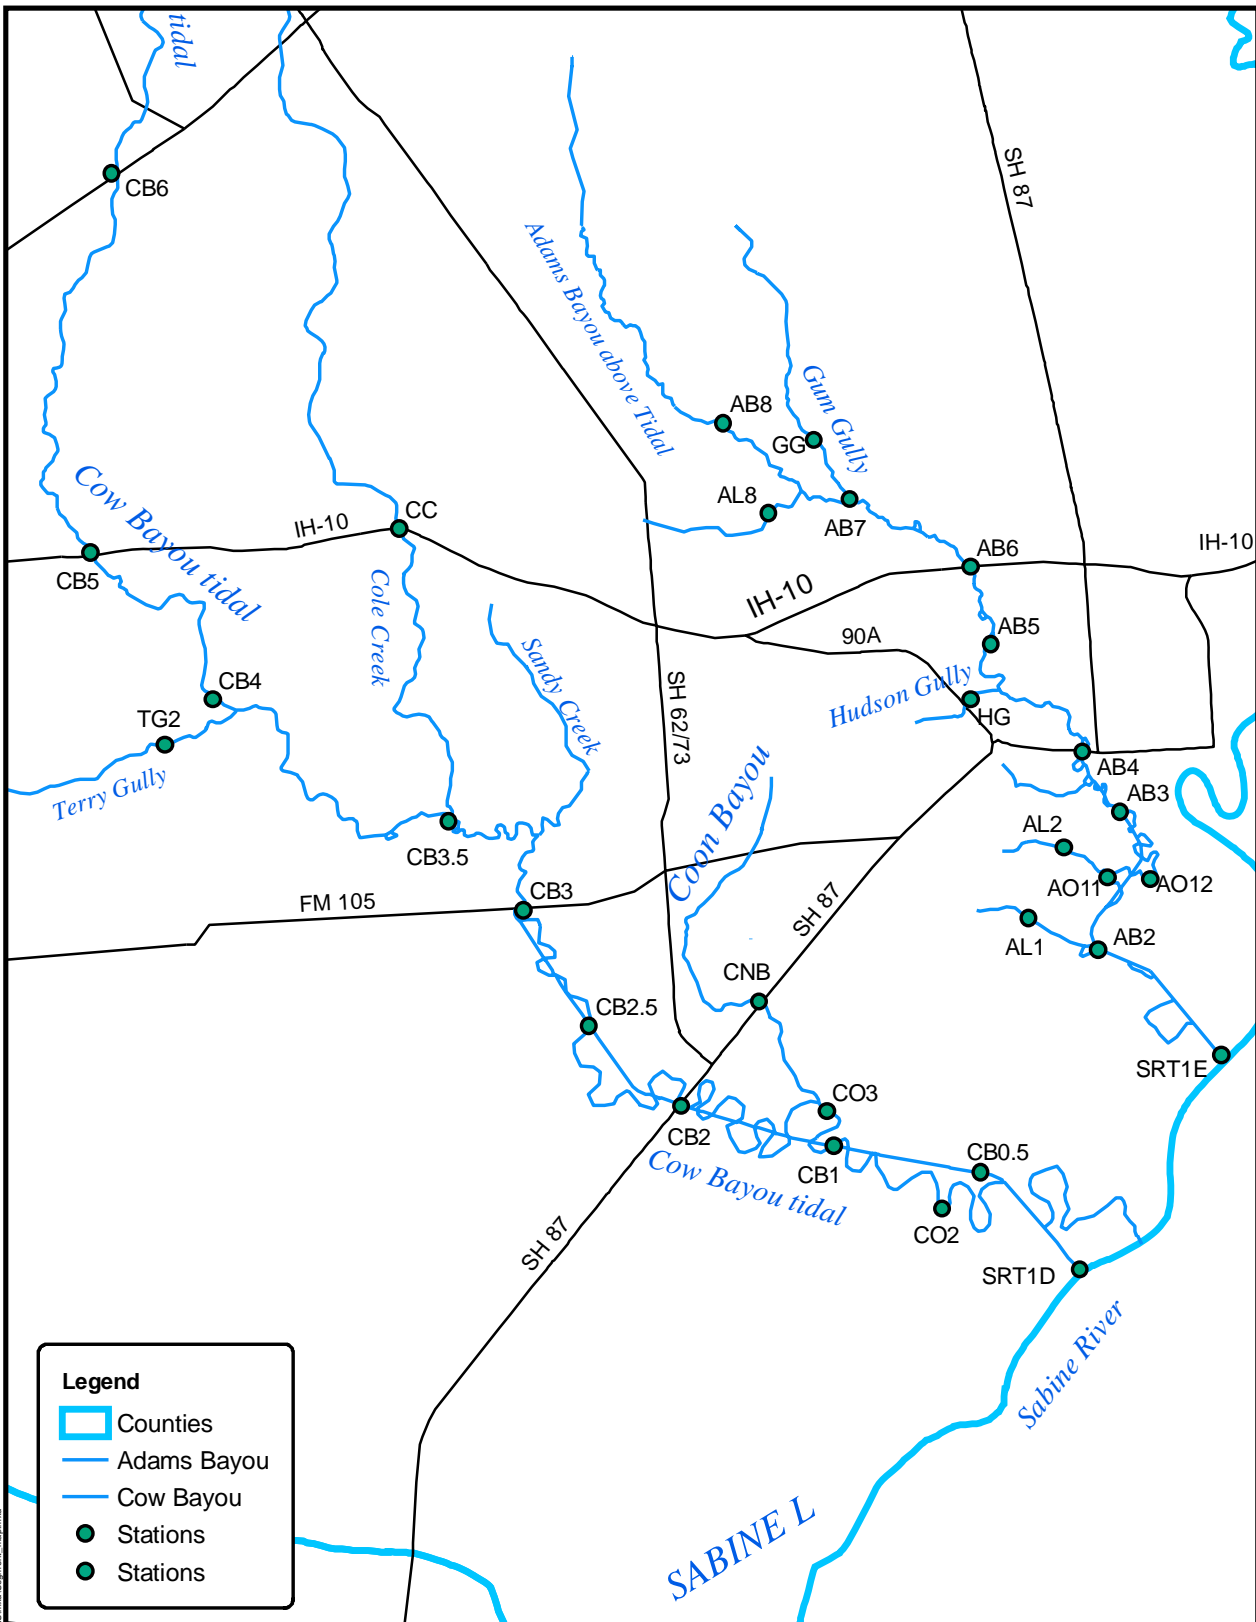 tidal
CB6
SH 87
Adams Bayou above Tidal
Gum Gully
AB8
GG
AL8
AB7
Cow Bayou tidal
IH-10
CC
CB5
AB6
IH-10
IH-10
Cole Creek
Sandy Creek
90A
AB5
Hudson Gully
HG
CB4
TG2
Terry Gully
SH 62/73
AB4
AB3
Coon Bayou
CB3.5
AL2
AO11
AO12
CB3
FM 105
SH 87
AL1
AB2
CNB
CB2.5
SRT1E
CO3
CB2
CB1
CB0.5
Cow Bayou tidal
CO2
SH 87
SRT1D
Sabine River
SABINE L
Legend
Counties
Adams Bayou
Cow Bayou
Stations
Stations